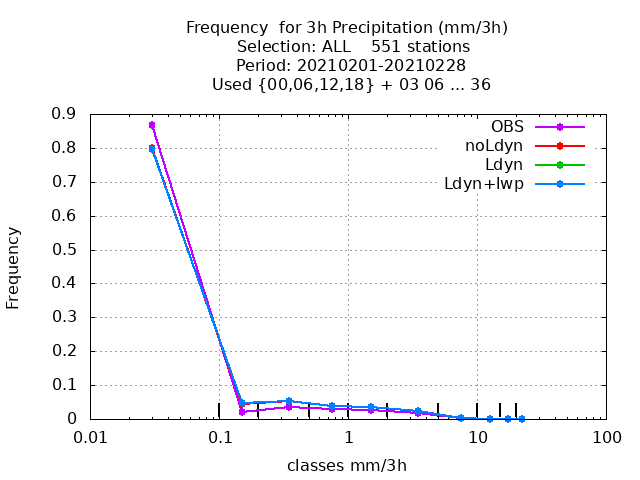 Frequency  for 3h Precipitation (mm/3h)
Selection: ALL    551 stations
Period: 20210201-20210228
Used {00,06,12,18} + 03 06 ... 36
OBS
noLdyn
Ldyn
Ldyn+lwp
Frequency
0.9
0.8
0.7
0.6
0.5
0.4
0.3
0.2
0.1
0
0.01 0.1 1 10 100
classes mm/3h